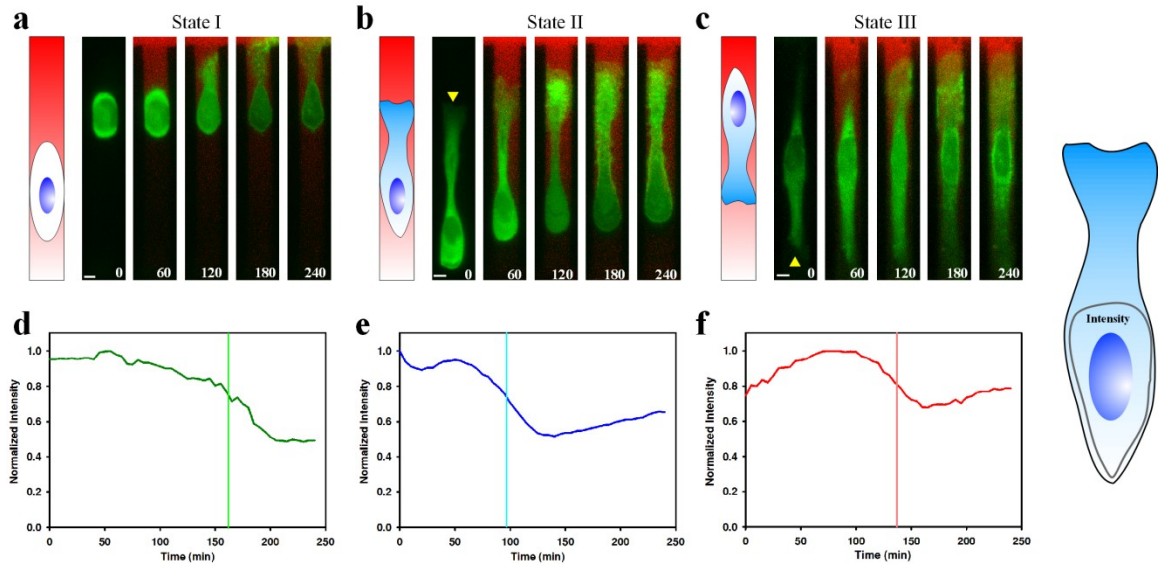 a State I
0 60 120 180 240
b State II
0 60 120 180 240
c State III
0 60 120 180 240
Intensity
d
Normalized Intensity
1.0
0.8
0.6
0.4
0.2
0.0
0 50 100 150 200 250
Time (min)
e
Normalized Intensity
1.0
0.8
0.6
0.4
0.2
0.0
0 50 100 150 200 250
Time (min)
f
Normalized Intensity
1.0
0.8
0.6
0.4
0.2
0.0
0 50 100 150 200 250
Time (min)